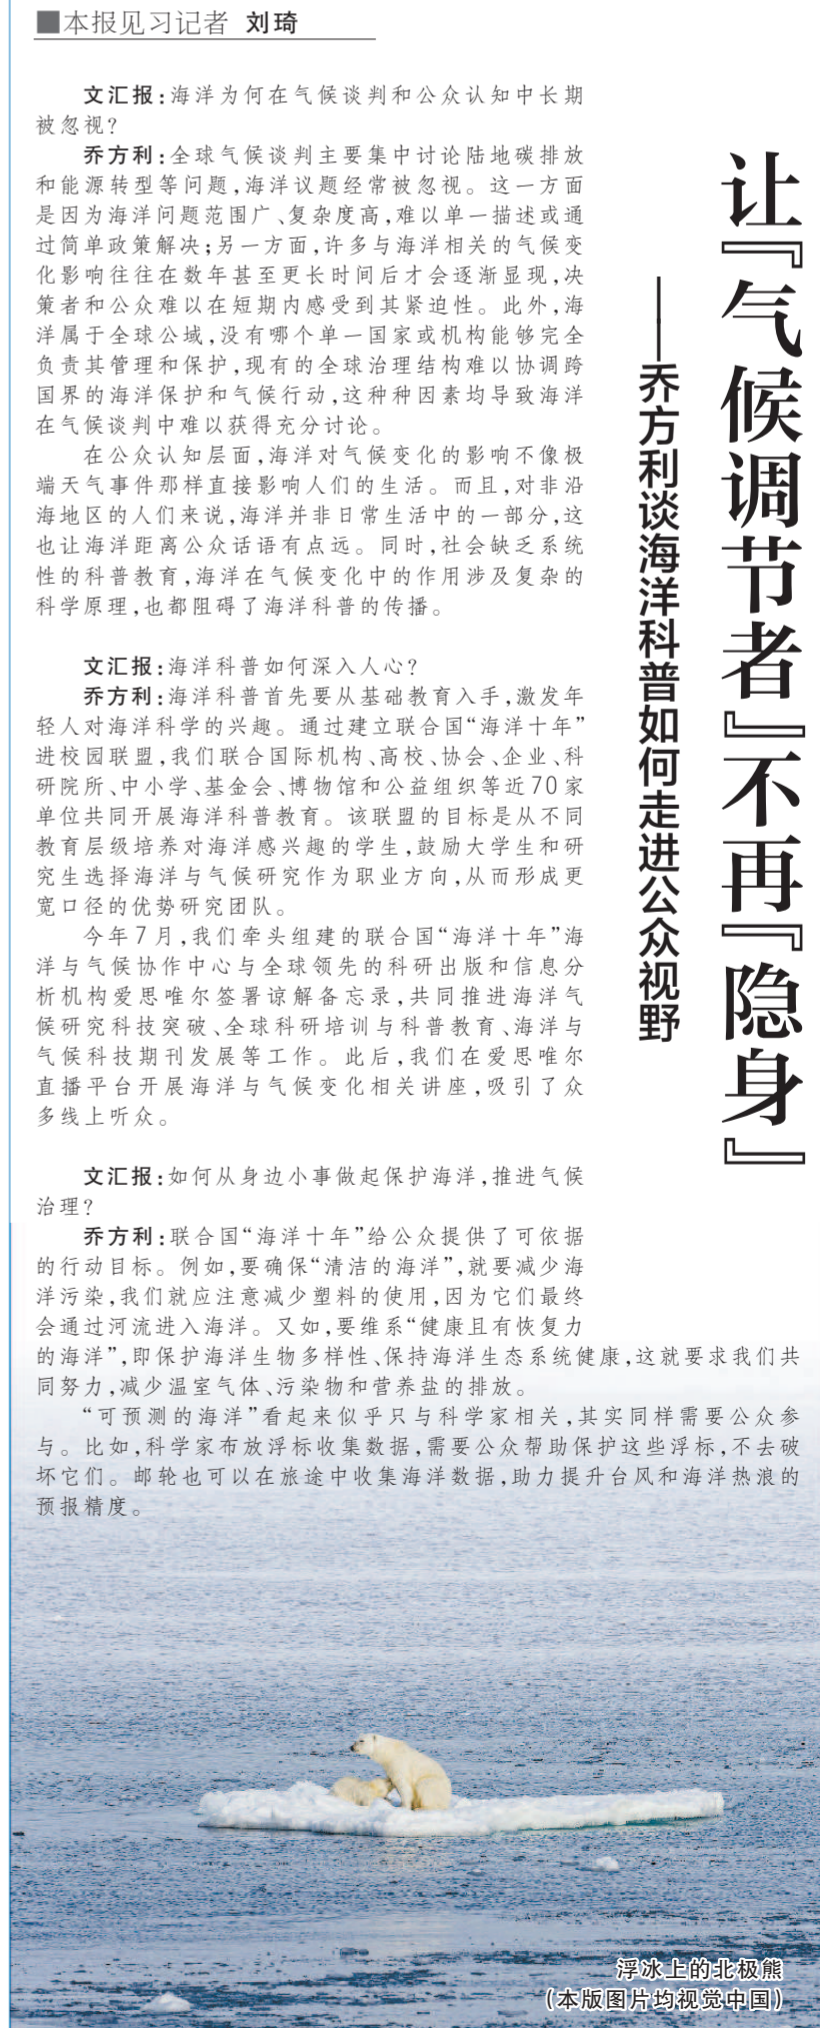 ■本报见习记者 刘琦
让『气候调节者』不再『隐身』
——乔方利谈海洋科普如何走进公众视野
文汇报：海洋为何在气候谈判和公众认知中长期
被忽视？
乔方利：全球气候谈判主要集中讨论陆地碳排放
和能源转型等问题，海洋议题经常被忽视。这一方面
是因为海洋问题范围广、复杂度高，难以单一描述或通
过简单政策解决；另一方面，许多与海洋相关的气候变
化影响往往在数年甚至更长时间后才会逐渐显现，决
策者和公众难以在短期内感受到其紧迫性。此外，海
洋属于全球公域，没有哪个单一国家或机构能够完全
负责其管理和保护，现有的全球治理结构难以协调跨
国界的海洋保护和气候行动，这种种因素均导致海洋
在气候谈判中难以获得充分讨论。
在公众认知层面，海洋对气候变化的影响不像极
端天气事件那样直接影响人们的生活。而且，对非沿
海地区的人们来说，海洋并非日常生活中的一部分，这
也让海洋距离公众话语有点远。同时，社会缺乏系统
性的科普教育，海洋在气候变化中的作用涉及复杂的
科学原理，也都阻碍了海洋科普的传播。
文汇报：海洋科普如何深入人心？
乔方利：海洋科普首先要从基础教育入手，激发年
轻人对海洋科学的兴趣。通过建立联合国“海洋十年”
进校园联盟，我们联合国际机构、高校、协会、企业、科
研院所、中小学、基金会、博物馆和公益组织等近70家
单位共同开展海洋科普教育。该联盟的目标是从不同
教育层级培养对海洋感兴趣的学生，鼓励大学生和研
究生选择海洋与气候研究作为职业方向，从而形成更
宽口径的优势研究团队。
今年7月，我们牵头组建的联合国“海洋十年”海
洋与气候协作中心与全球领先的科研出版和信息分
析机构爱思唯尔签署谅解备忘录，共同推进海洋气
候研究科技突破、全球科研培训与科普教育、海洋与
气候科技期刊发展等工作。此后，我们在爱思唯尔
直播平台开展海洋与气候变化相关讲座，吸引了众
多线上听众。
文汇报：如何从身边小事做起保护海洋，推进气候
治理？
乔方利：联合国“海洋十年”给公众提供了可依据
的行动目标。例如，要确保“清洁的海洋”，就要减少海
洋污染，我们就应注意减少塑料的使用，因为它们最终
会通过河流进入海洋。又如，要维系“健康且有恢复力
的海洋”，即保护海洋生物多样性、保持海洋生态系统健康，这就要求我们共
同努力，减少温室气体、污染物和营养盐的排放。
“可预测的海洋”看起来似乎只与科学家相关，其实同样需要公众参
与。比如，科学家布放浮标收集数据，需要公众帮助保护这些浮标，不去破
坏它们。邮轮也可以在旅途中收集海洋数据，助力提升台风和海洋热浪的
预报精度。
浮冰上的北极熊
（本版图片均视觉中国）